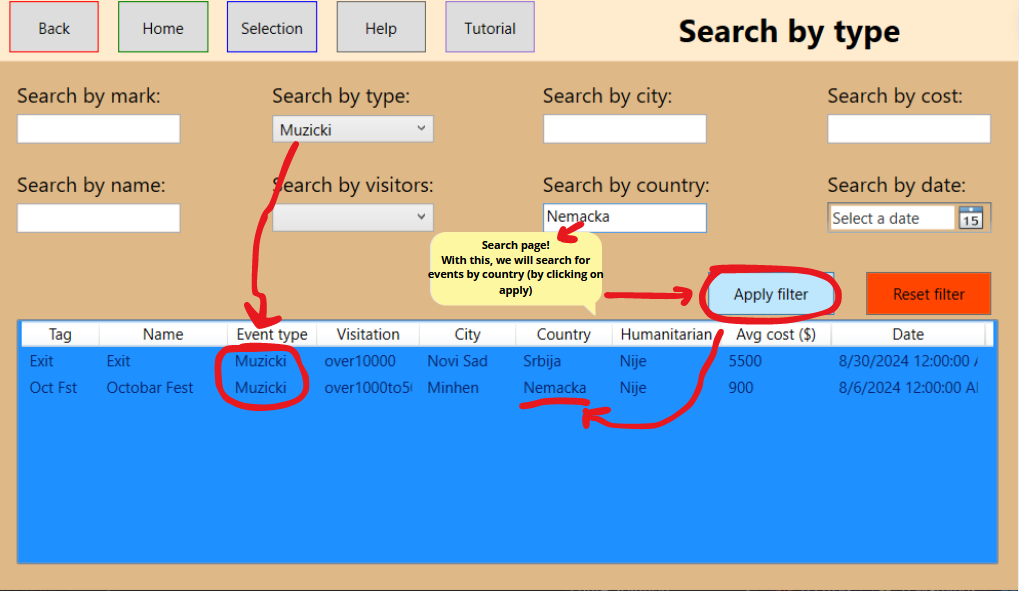 Back Home Selection Help Tutorial Search by type
Search by mark: Search by type: Search by city: Search by cost:
Muzicki
Search by name: Search by visitors: Search by country: Search by date:
Nemacka Select a date 15
Search page!
With this, we will search for
events by country (by clicking on
apply)
Apply filter Reset filter
Tag Name Event type Visitation City Country Humanitarian Avg cost ($) Date
Exit Exit Muzicki over10000 Novi Sad Srbija Nije 5500 8/30/2024 12:00:00
Oct Fst Octobar Fest Muzicki over1000to5 Minhen Nemacka Nije 900 8/6/2024 12:00:00